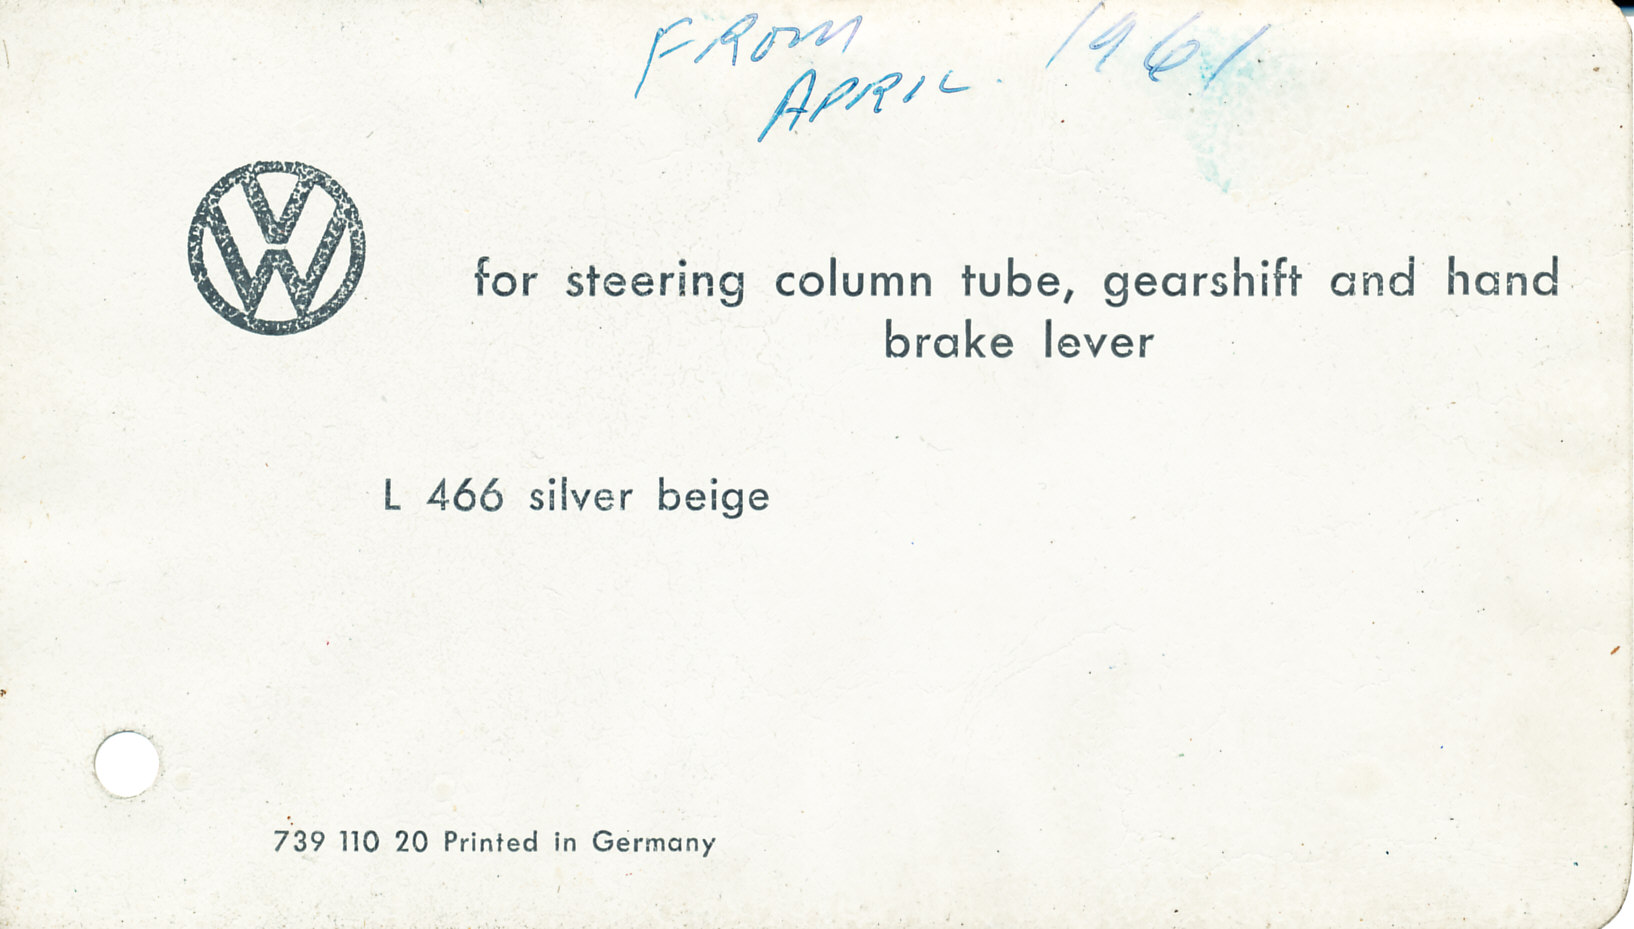 FROM 1961
APRIL.
for steering column tube, gearshift and hand
brake lever
L 466 silver beige
739 110 20 Printed in Germany